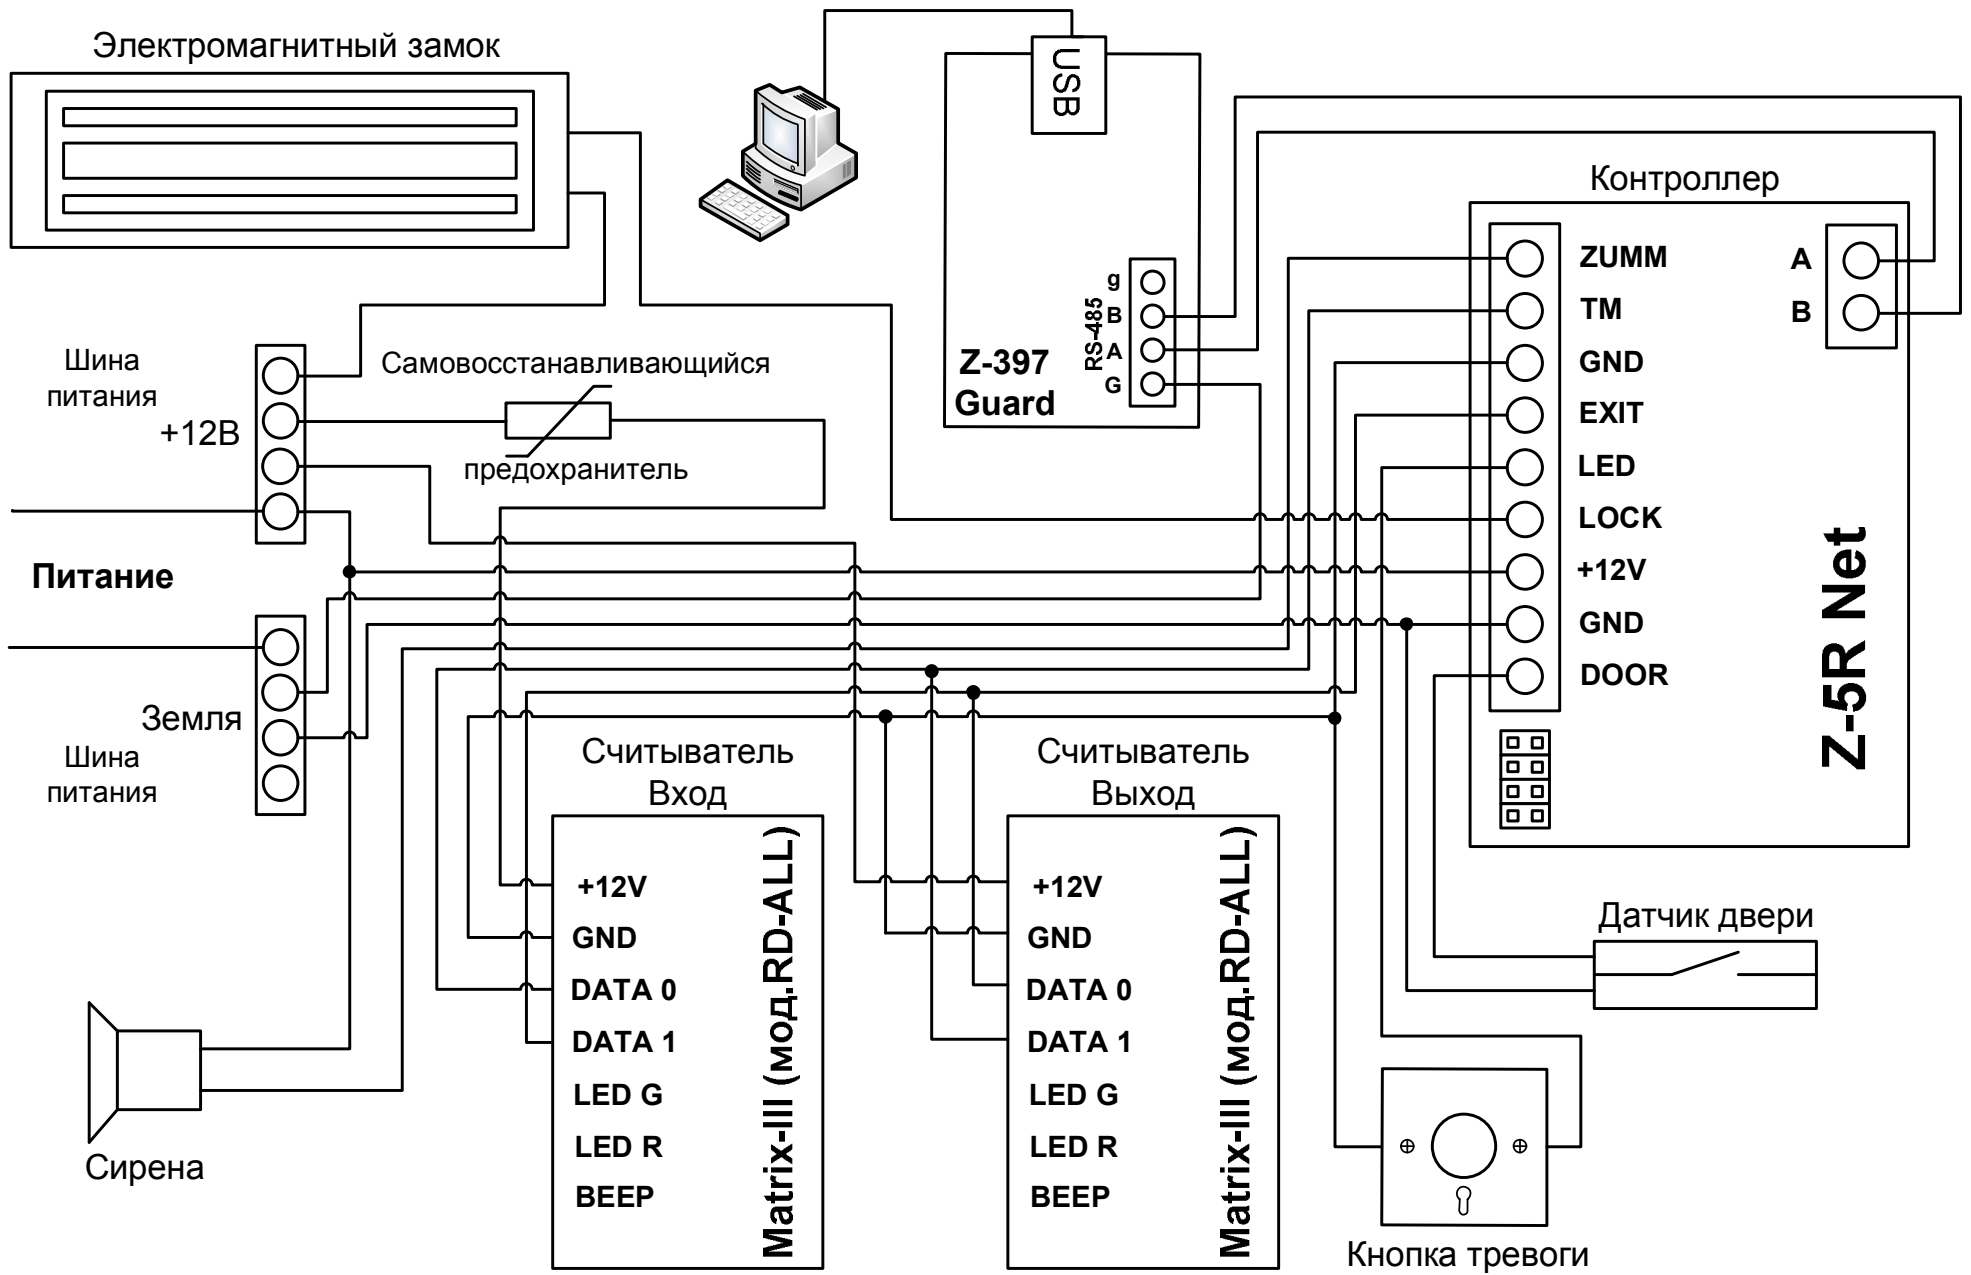 Электромагнитный замок
USB
Контроллер
ZUMM
TM
GND
EXIT
LED
LOCK
+12V
GND
DOOR
A
B
Z-5R Net
g
B
A
G
RS-485
Z-397
Guard
Шина
питания
+12В
Самовосстанавливающийся
предохранитель
Питание
Земля
Шина
питания
Считыватель
Вход
+12V
GND
DATA 0
DATA 1
LED G
LED R
BEEP
Matrix-III (мод.RD-ALL)
Считыватель
Выход
+12V
GND
DATA 0
DATA 1
LED G
LED R
BEEP
Matrix-III (мод.RD-ALL)
Датчик двери
Сирена
Кнопка тревоги